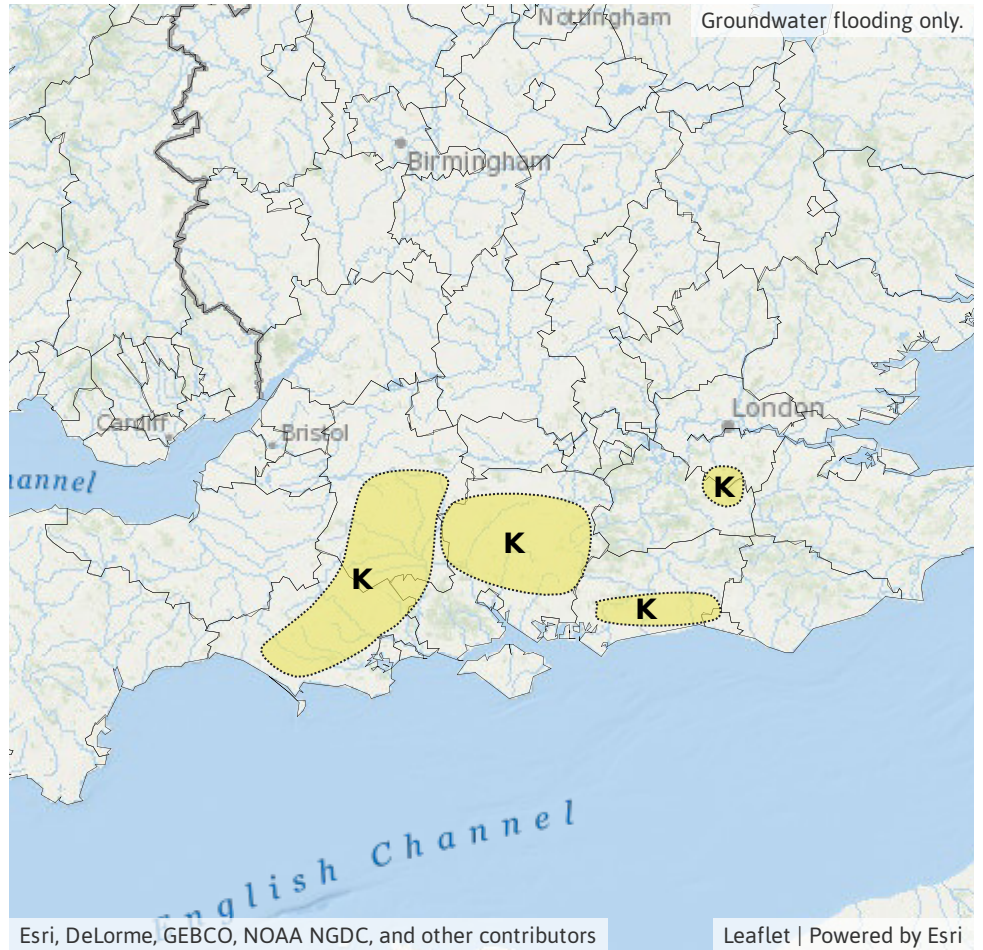 Nottingham
Groundwater flooding only.
Birmingham
London
Cardiff
Bristol
hannel
K
K
K
K
English Channel
Esri, DeLorme, GEBCO, NOAA NGDC, and other contributors
Leaflet | Powered by Esri